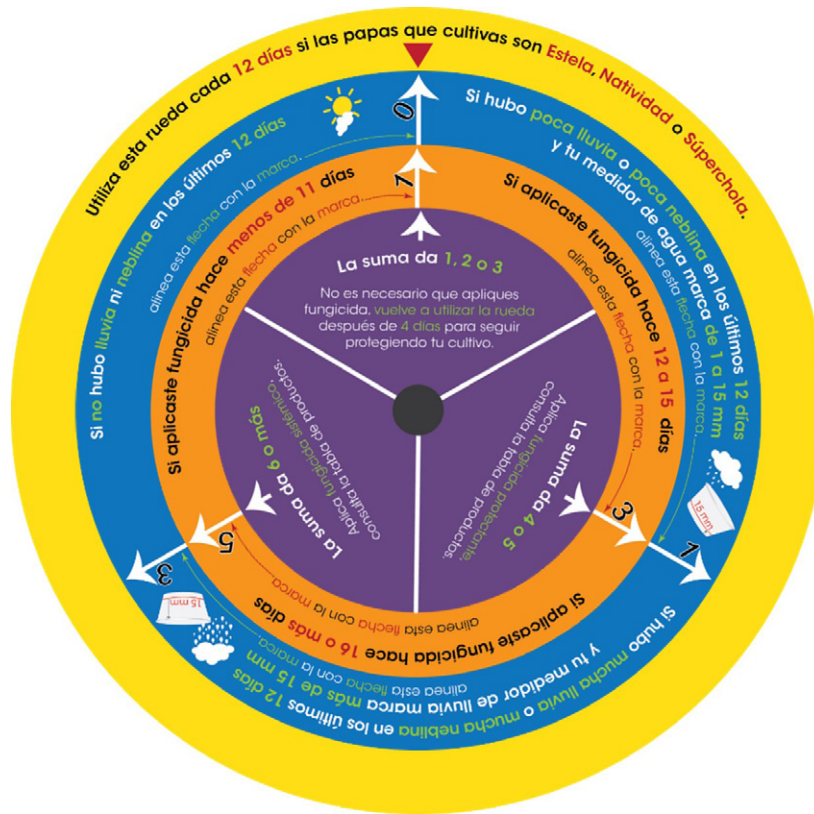 Utiliza esta rueda cada 12 días si las papas que cultivas son Estela, Natividad o Súperchola.
Si no hubo lluvia ni neblina en los últimos 12 días
alinea esta flecha con la marca...
0
Si hubo poca lluvia o poca neblina en los últimos 12 días
y tu medidor de agua marca de 1 a 15 mm
alinea esta flecha con la marca...
15 mm
1
Si hubo mucha lluvia o mucha neblina en los últimos 12 días
y tu medidor de lluvia marca más de 15 mm
alinea esta flecha con la marca...
15 mm
3
Si aplicaste fungicida hace menos de 11 días
alinea esta flecha con la marca...
1
Si aplicaste fungicida hace 12 a 15 días
alinea esta flecha con la marca...
3
Si aplicaste fungicida hace 16 o más días
alinea esta flecha con la marca...
5
La suma da 1, 2 o 3
No es necesario que apliques
fungicida, vuelve a utilizar la rueda
después de 4 días para seguir
protegiendo tu cultivo.
La suma da 4 o 5
Aplica fungicida protectante,
consulta la tabla de productos.
La suma da 6 o más
Aplica fungicida sistémico,
consulta la tabla de productos.